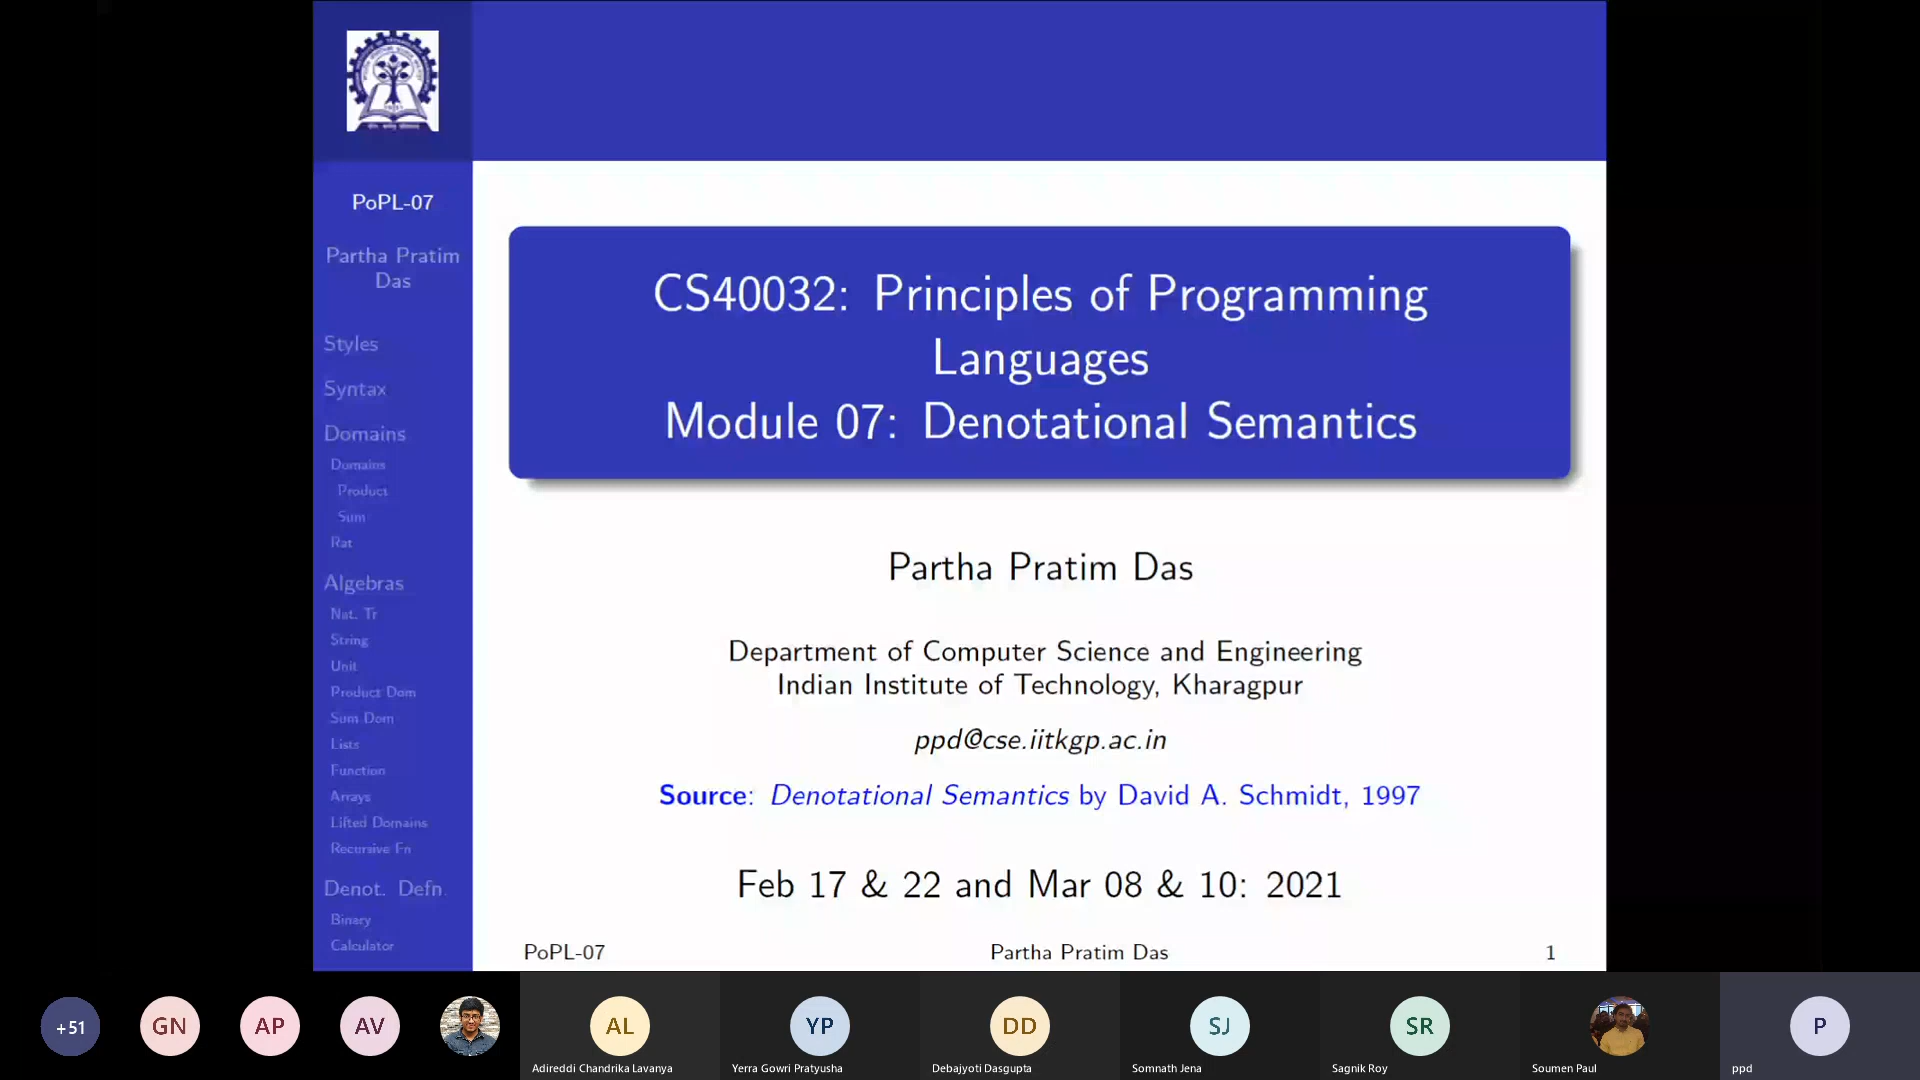 PoPL-07
Partha Pratim
Das
Styles
Syntax
Domains
Domains
Product
Sum
Rat
Algebras
Nat. Tr
String
Unit
Product Dom
Sum Dom
Lists
Function
Arrays
Lifted Domains
Recursive Fn
Denot. Defn.
Binary
Calculator
CS40032: Principles of Programming
Languages
Module 07: Denotational Semantics
Partha Pratim Das
Department of Computer Science and Engineering
Indian Institute of Technology, Kharagpur
ppd@cse.iitkgp.ac.in
Source: Denotational Semantics by David A. Schmidt, 1997
Feb 17 & 22 and Mar 08 & 10: 2021
PoPL-07 Partha Pratim Das 1
+51 GN AP AV AL YP DD SJ SR P
Adireddi Chandrika Lavanya Yerra Gowri Pratyusha Debajyoti Dasgupta Somnath Jena Sagnik Roy Soumen Paul ppd